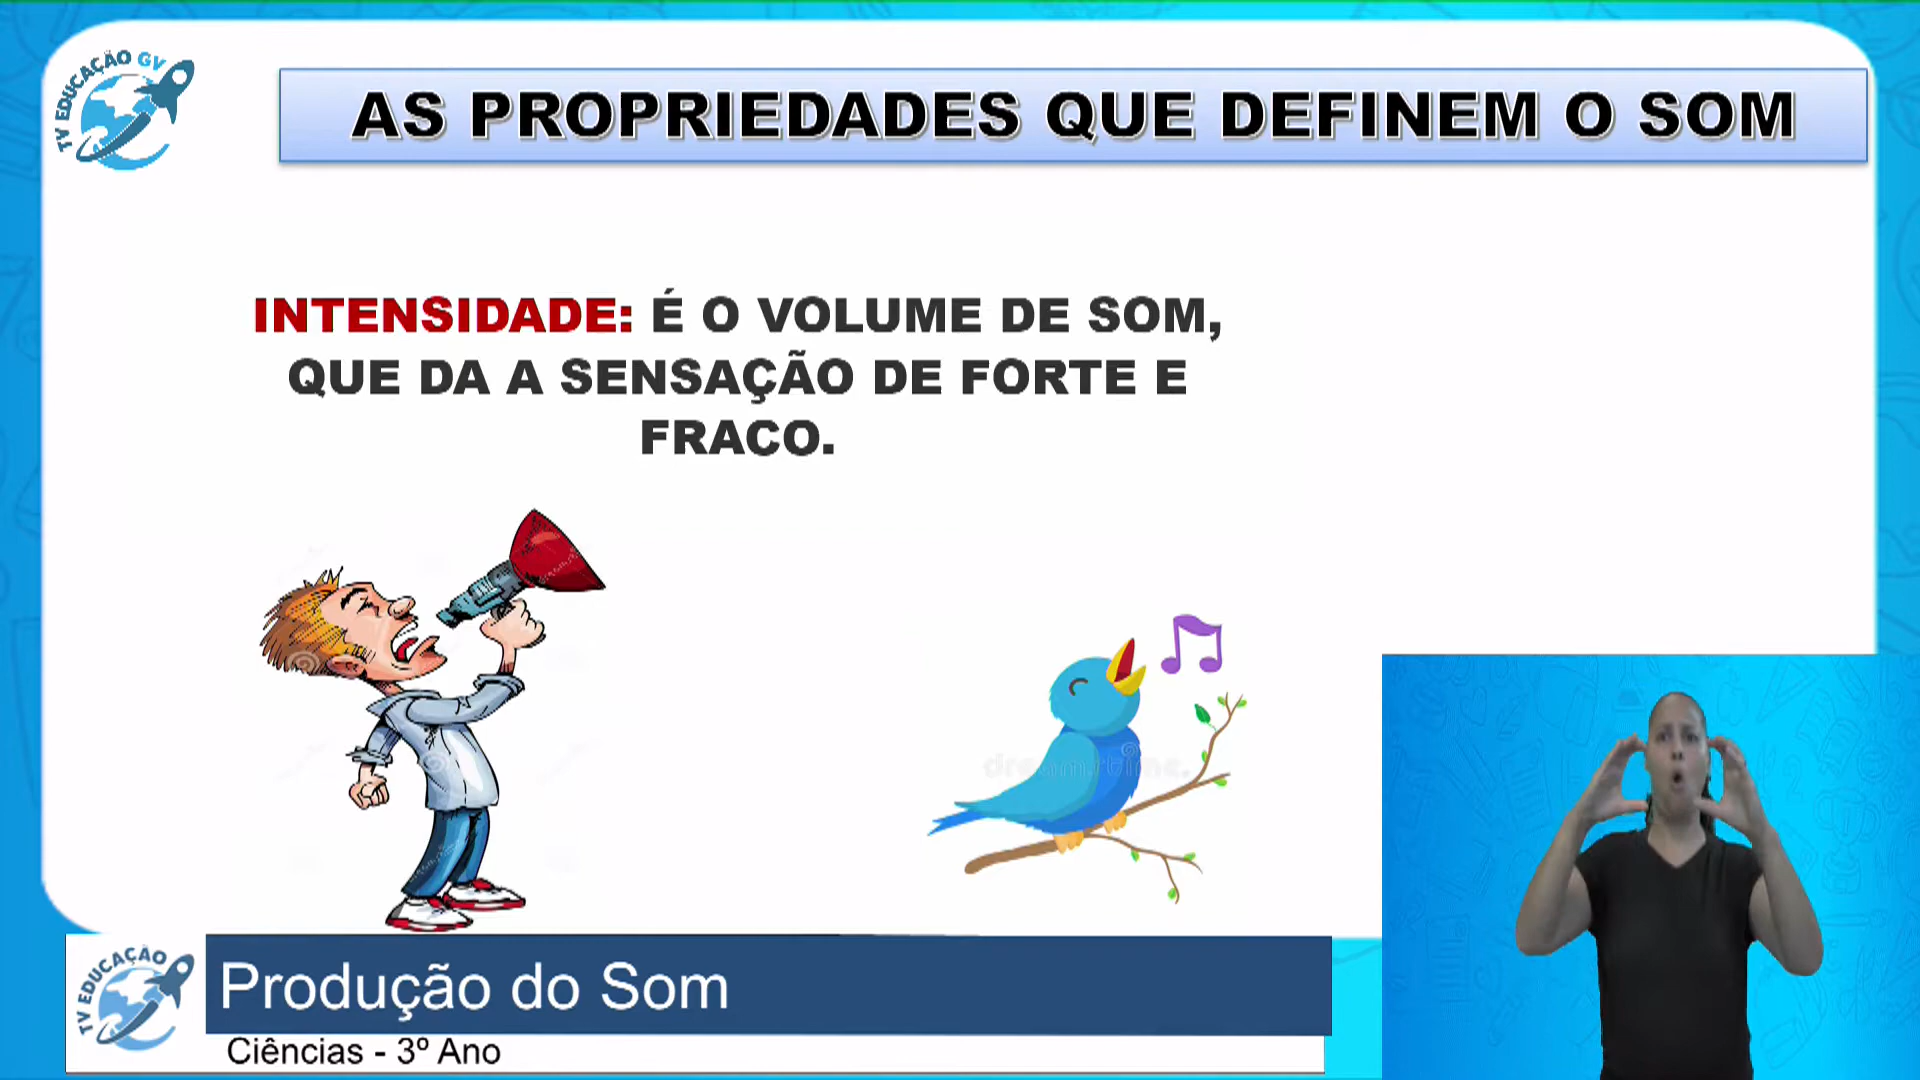 TV EDUCAÇÃO GV
AS PROPRIEDADES QUE DEFINEM O SOM
INTENSIDADE: É O VOLUME DE SOM,
QUE DA A SENSAÇÃO DE FORTE E
FRACO.
dreamstime.
TV EDUCAÇÃO
Produção do Som
Ciências - 3º Ano